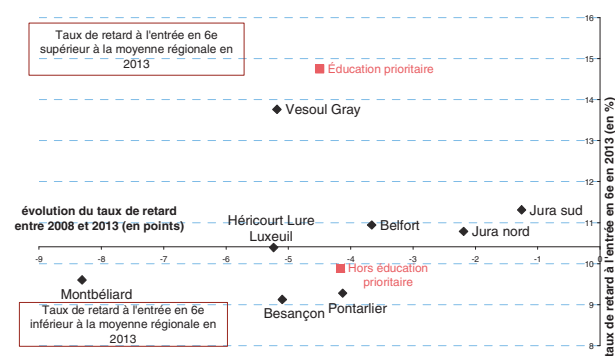 Taux de retard à l'entrée en 6e
supérieur à la moyenne régionale en
2013
16
15
14
13
12
11
10
9
8
taux de retard à l'entrée en 6e en 2013 (en %)
Éducation prioritaire
Vesoul Gray
évolution du taux de retard
entre 2008 et 2013 (en points)
Héricourt Lure
Luxeuil
Belfort
Jura sud
Jura nord
-9 -8 -7 -6 -5 -4 -3 -2 -1 0
Hors éducation
prioritaire
Montbéliard
Besançon
Pontarlier
Taux de retard à l'entrée en 6e
inférieur à la moyenne régionale en
2013